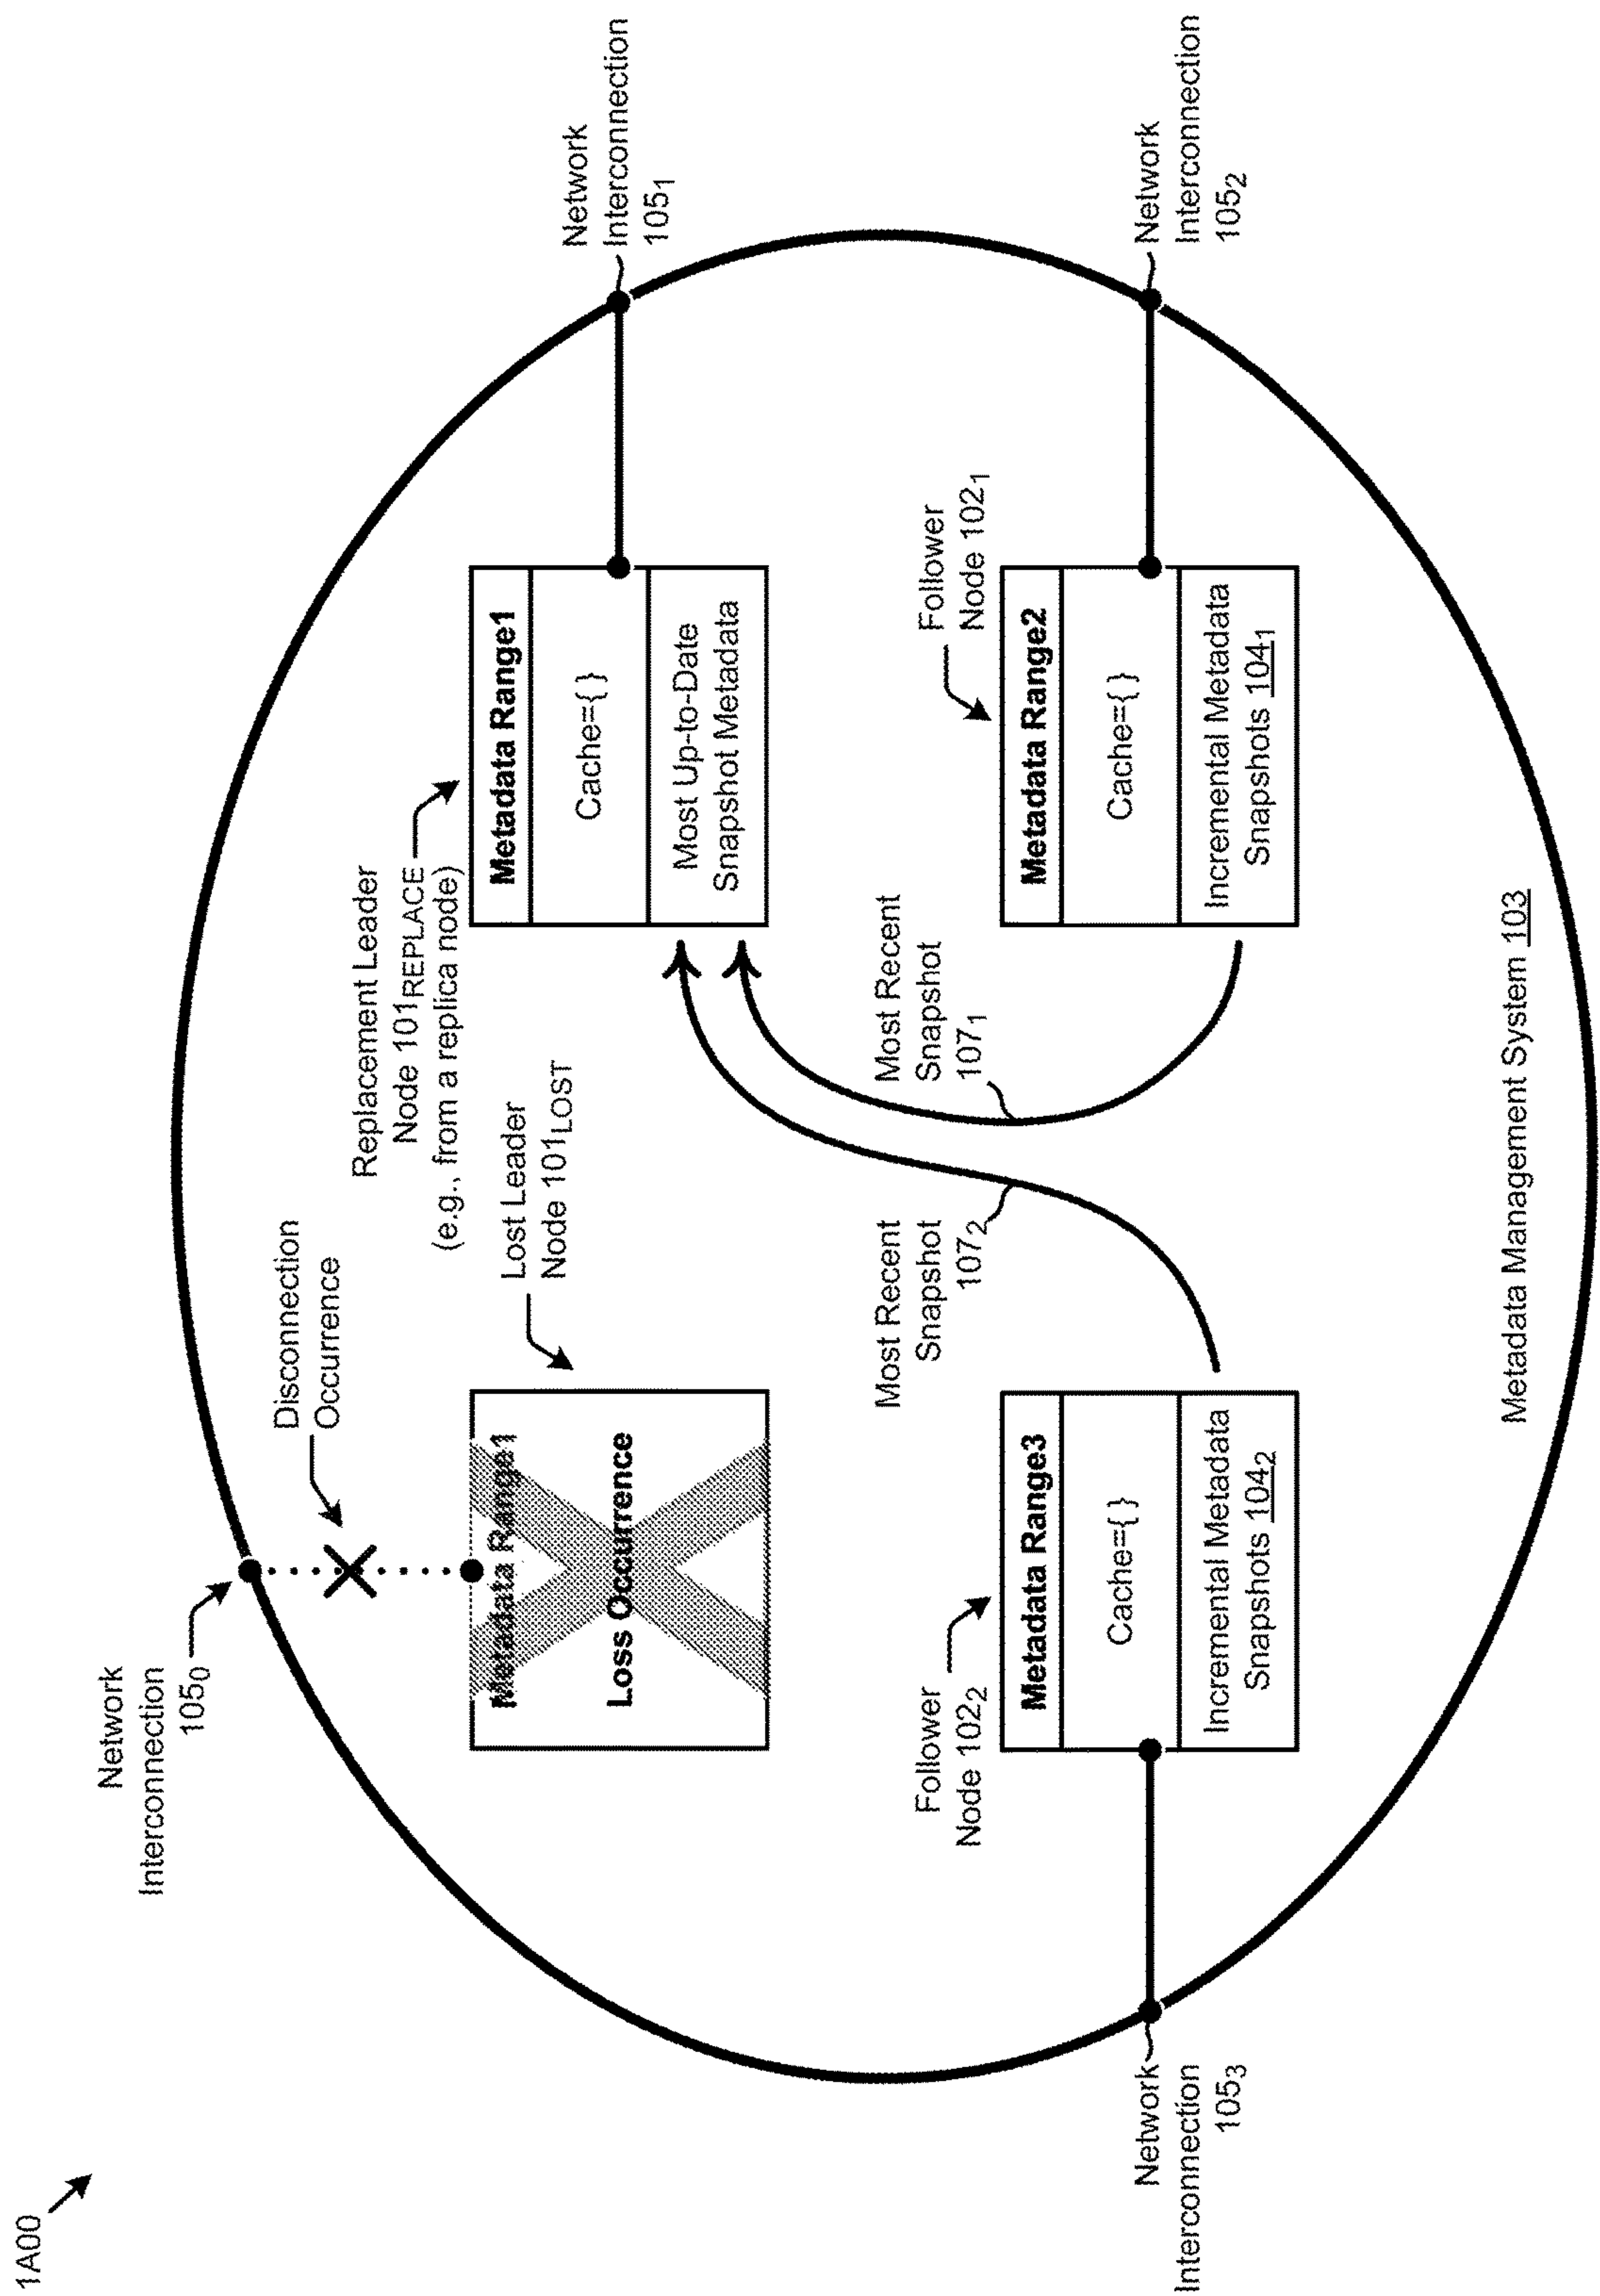 1A00
Network
Interconnection
105₀
Disconnection
Occurrence
Replacement Leader
Node 101REPLACE
(e.g., from a replica node)
Lost Leader
Node 101LOST
Metadata Range1
Loss Occurrence
Metadata Range1
Cache={ }
Most Up-to-Date
Snapshot Metadata
Network
Interconnection
105₁
Most Recent
Snapshot
107₂
Most Recent
Snapshot
107₁
Follower
Node 102₂
Metadata Range3
Cache={ }
Incremental Metadata
Snapshots 104₂
Follower
Node 102₁
Metadata Range2
Cache={ }
Incremental Metadata
Snapshots 104₁
Network
Interconnection
105₃
Network
Interconnection
105₂
Metadata Management System 103